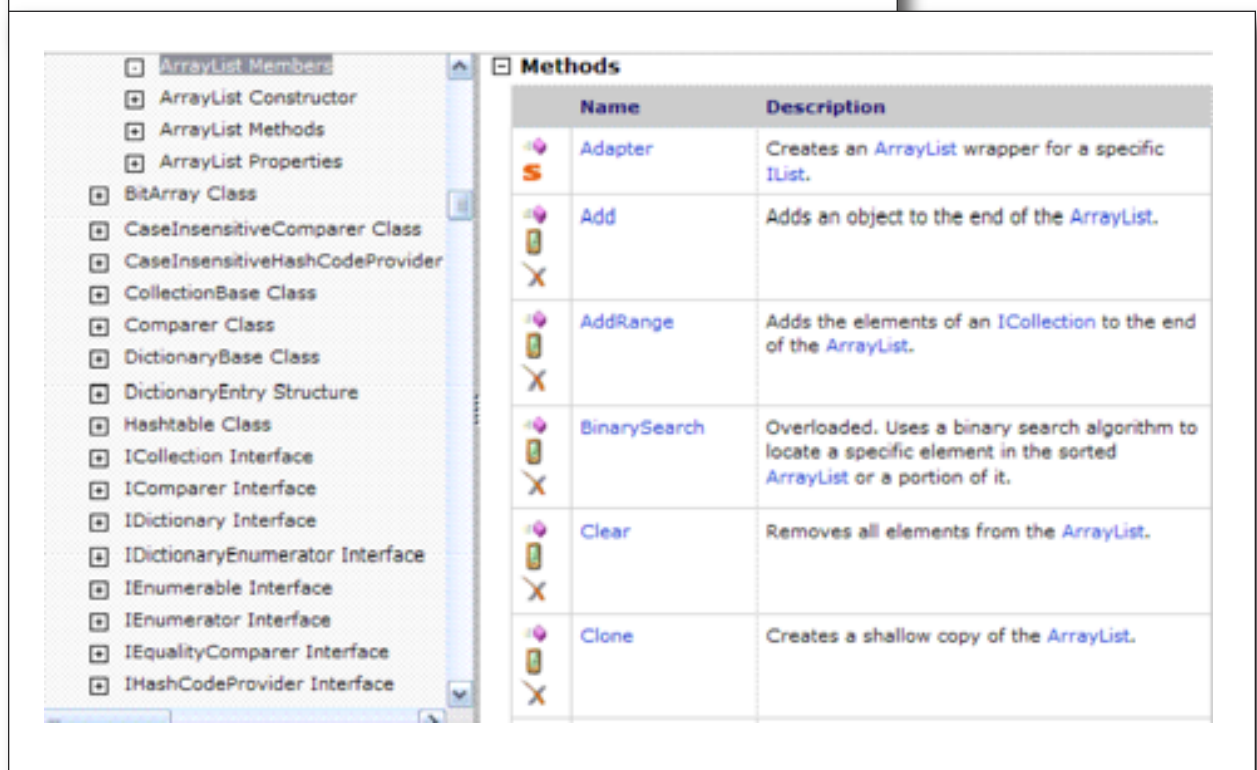 ArrayList Members
ArrayList Constructor
ArrayList Methods
ArrayList Properties
BitArray Class
CaseInsensitiveComparer Class
CaseInsensitiveHashCodeProvider
CollectionBase Class
Comparer Class
DictionaryBase Class
DictionaryEntry Structure
Hashtable Class
ICollection Interface
IComparer Interface
IDictionary Interface
IDictionaryEnumerator Interface
IEnumerable Interface
IEnumerator Interface
IEqualityComparer Interface
IHashCodeProvider Interface
Methods
Name Description
Adapter Creates an ArrayList wrapper for a specific
IList.
S
Add Adds an object to the end of the ArrayList.
AddRange Adds the elements of an ICollection to the end
of the ArrayList.
BinarySearch Overloaded. Uses a binary search algorithm to
locate a specific element in the sorted
ArrayList or a portion of it.
Clear Removes all elements from the ArrayList.
Clone Creates a shallow copy of the ArrayList.